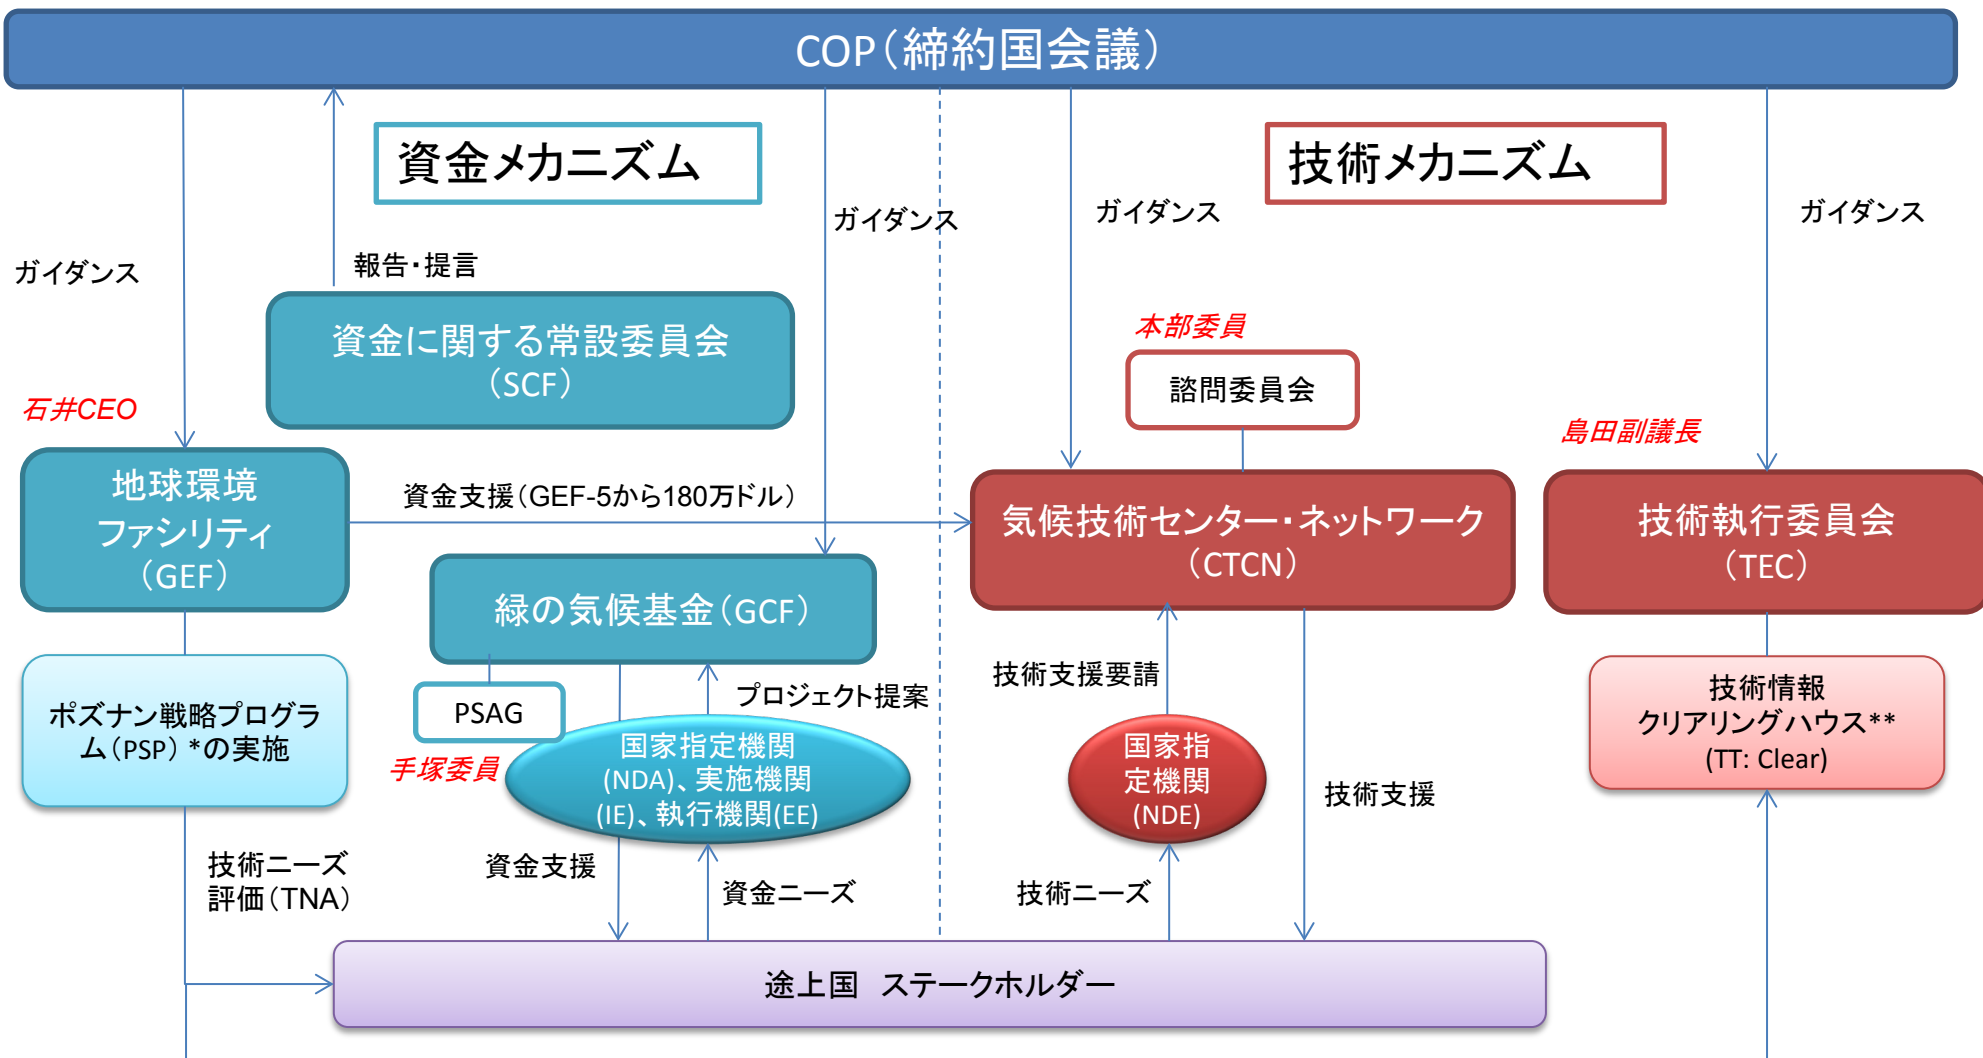 COP（締約国会議）
資金メカニズム
技術メカニズム
ガイダンス
報告・提言
ガイダンス
ガイダンス
ガイダンス
資金に関する常設委員会
（SCF）
本部委員
諮問委員会
石井CEO
島田副議長
地球環境
ファシリティ
（GEF）
資金支援（GEF-5から180万ドル）
気候技術センター・ネットワーク
（CTCN）
技術執行委員会
（TEC）
緑の気候基金（GCF）
PSAG
プロジェクト提案
技術支援要請
ポズナン戦略プログラ
ム（PSP）*の実施
手塚委員
国家指定機関
(NDA)、実施機関
(IE)、執行機関(EE)
国家指
定機関
(NDE)
技術支援
技術情報
クリアリングハウス**
(TT: Clear)
技術ニーズ
評価（TNA）
資金支援
資金ニーズ
技術ニーズ
途上国　ステークホルダー